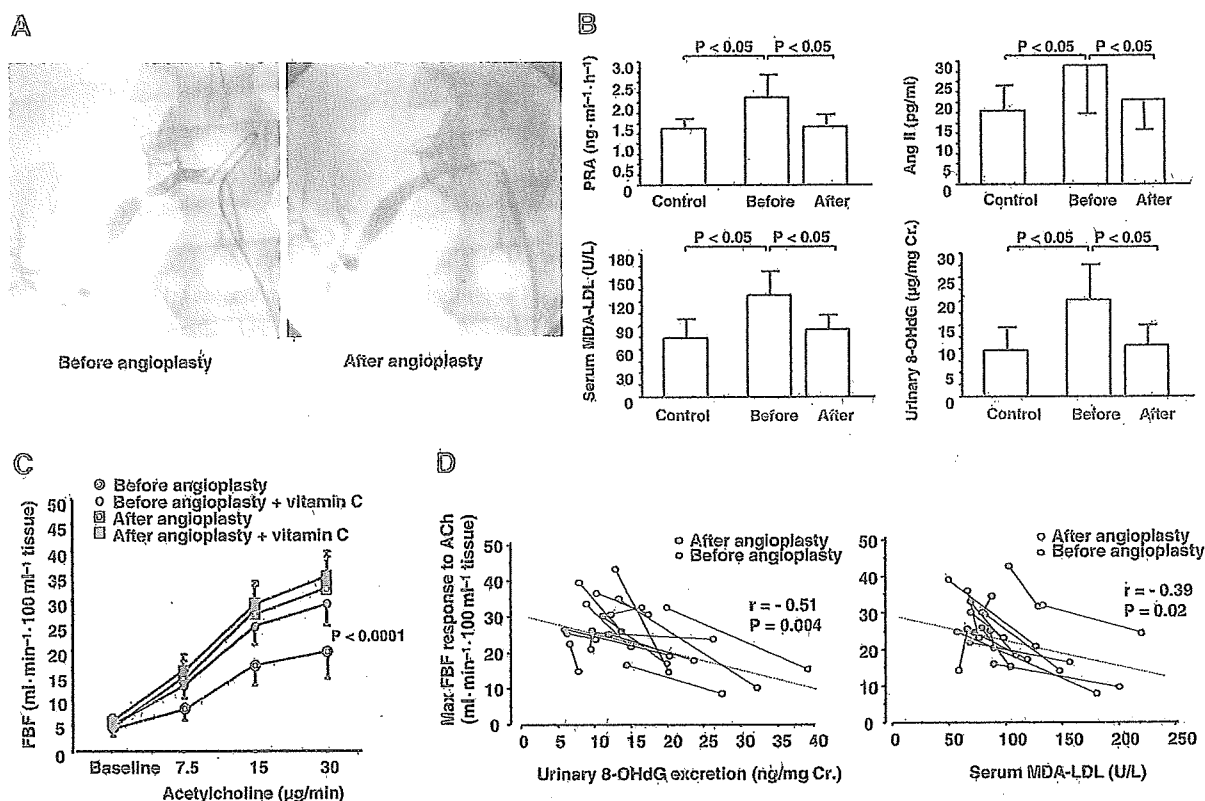 A
Before angioplasty
After angioplasty
B
P < 0.05 P < 0.05
PRA (ng·ml⁻¹·h⁻¹)
3.0
2.5
2.0
1.5
1.0
0.5
0
Control Before After
P < 0.05 P < 0.05
Ang II (pg/ml)
30
25
20
15
10
5
0
Control Before After
P < 0.05 P < 0.05
Serum MDA-LDL (U/L)
180
150
120
90
60
30
0
Control Before After
P < 0.05 P < 0.05
Urinary 8-OHdG (µg/mg Cr.)
30
25
20
15
10
5
0
Control Before After
C
Before angioplasty
Before angioplasty + vitamin C
After angioplasty
After angioplasty + vitamin C
FBF (ml·min⁻¹·100 ml⁻¹ tissue)
50
45
40
35
30
25
20
15
10
5
0
P < 0.0001
Baseline 7.5 15 30
Acetylcholine (µg/min)
D
After angioplasty
Before angioplasty
Max FBF response to ACh
(ml·min⁻¹·100 ml⁻¹ tissue)
50
40
30
20
10
0
r = - 0.51
P = 0.004
0 5 10 15 20 25 30 35 40
Urinary 8-OHdG excretion (ng/mg Cr.)
After angioplasty
Before angioplasty
50
40
30
20
10
0
r = - 0.39
P = 0.02
0 50 100 150 200 250
Serum MDA-LDL (U/L)